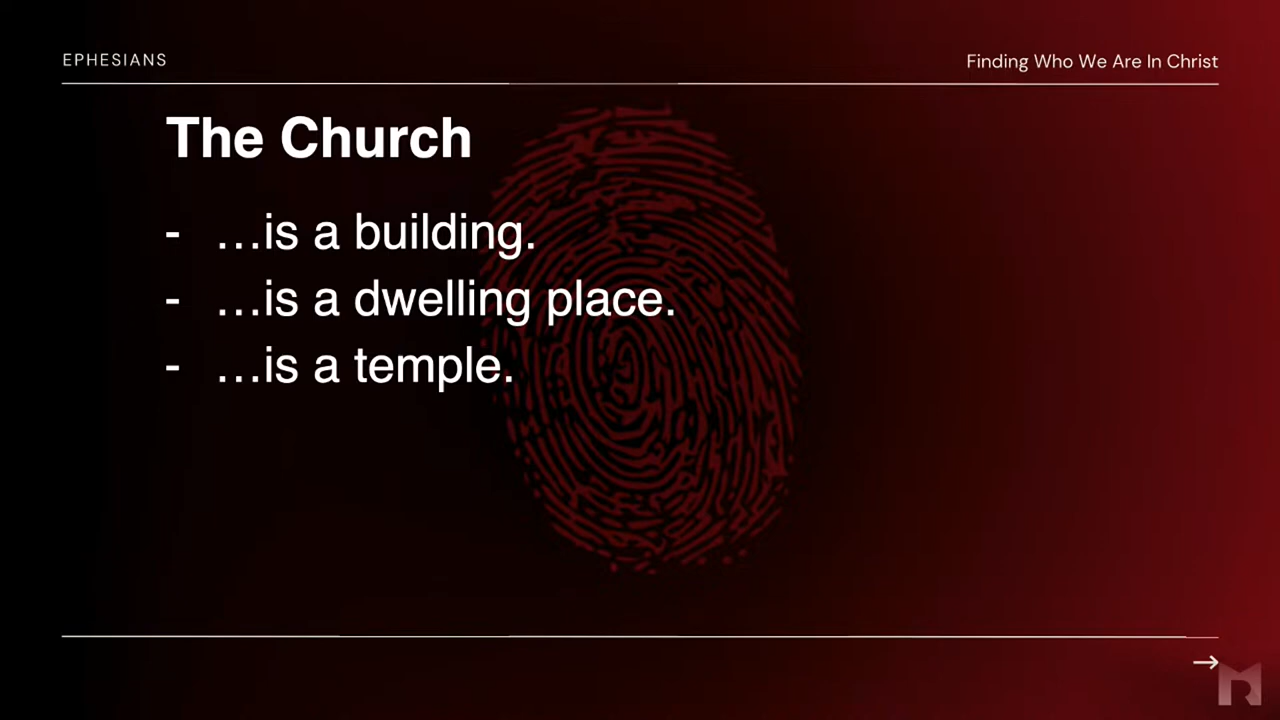 EPHESIANS
Finding Who We Are In Christ
The Church
- …is a building.
- …is a dwelling place.
- …is a temple.